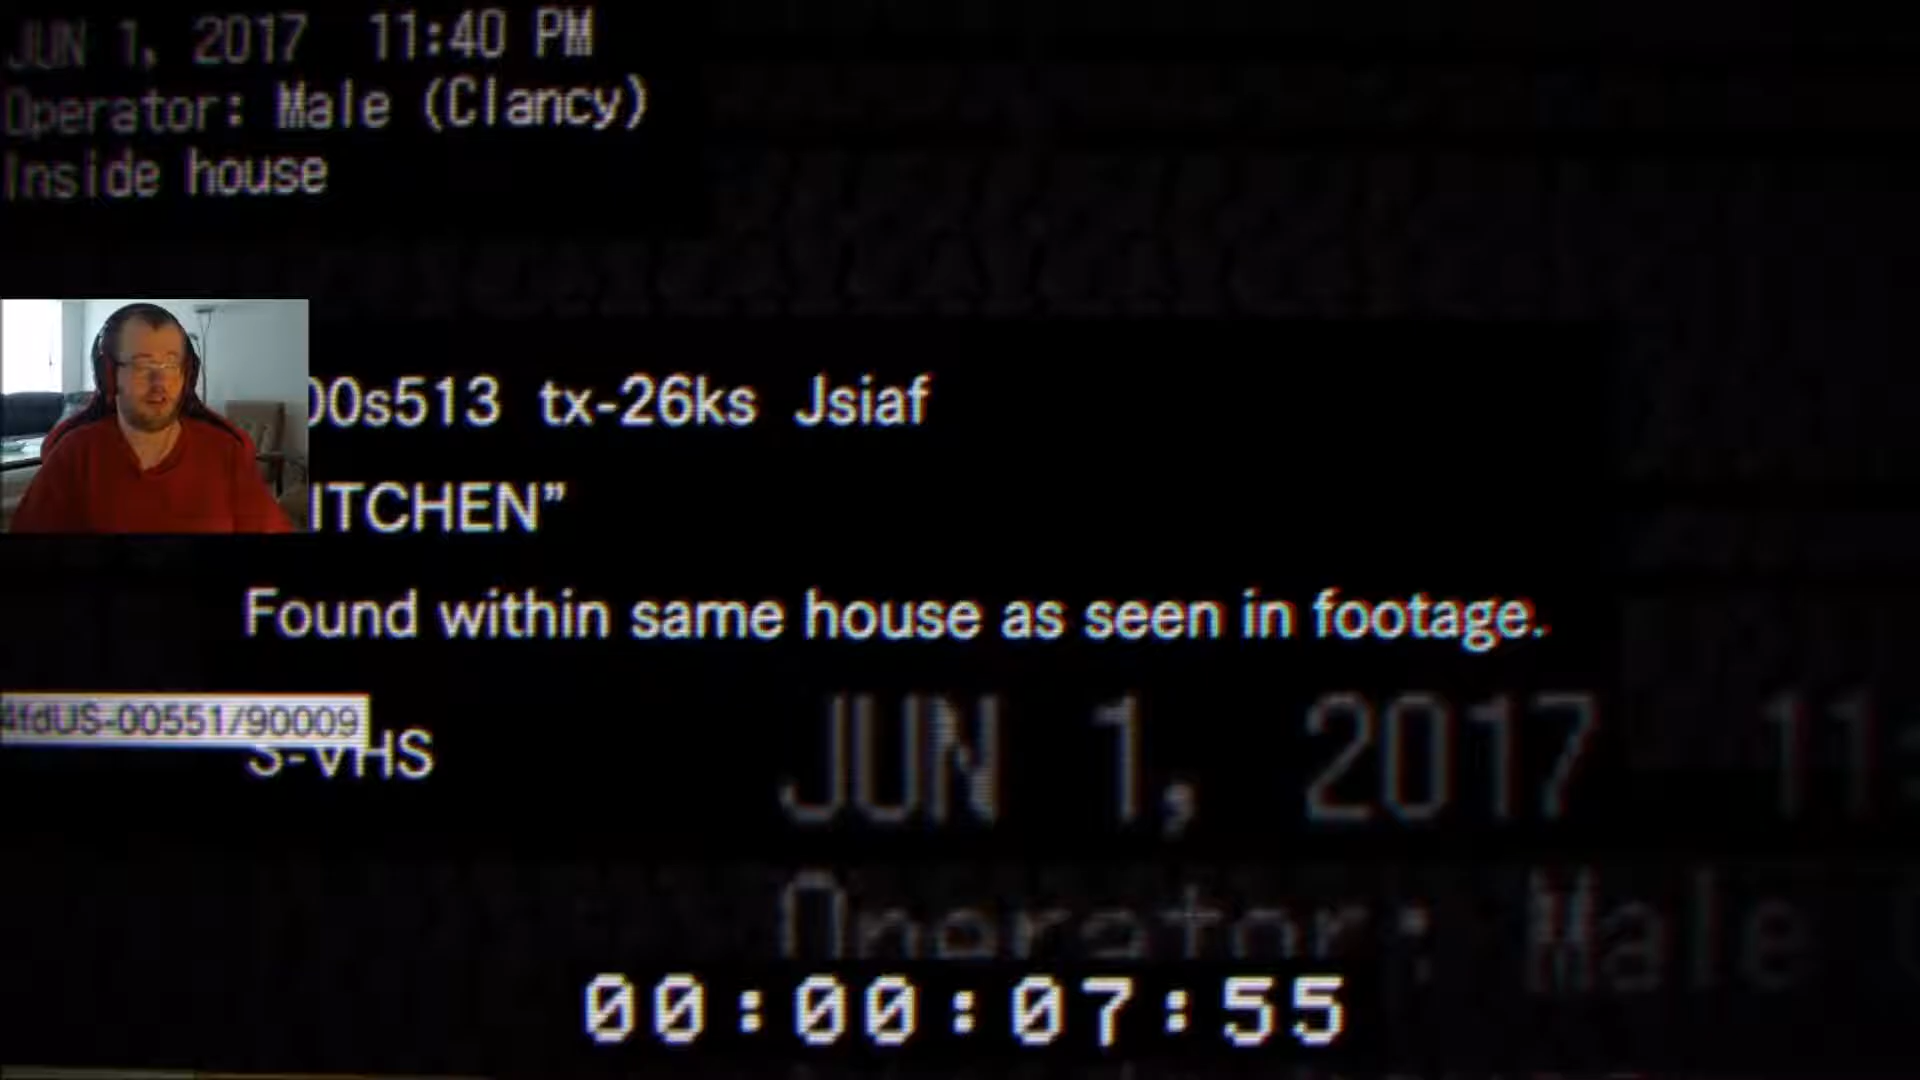 JUN 1, 2017 11:40 PM
Operator: Male (Clancy)
Inside house
00s513 tx-26ks Jsiaf
ITCHEN”
Found within same house as seen in footage.
4fdUS-00551/90009
S-VHS
JUN 1, 2017 11:
Operator: Male
00:00:07:55